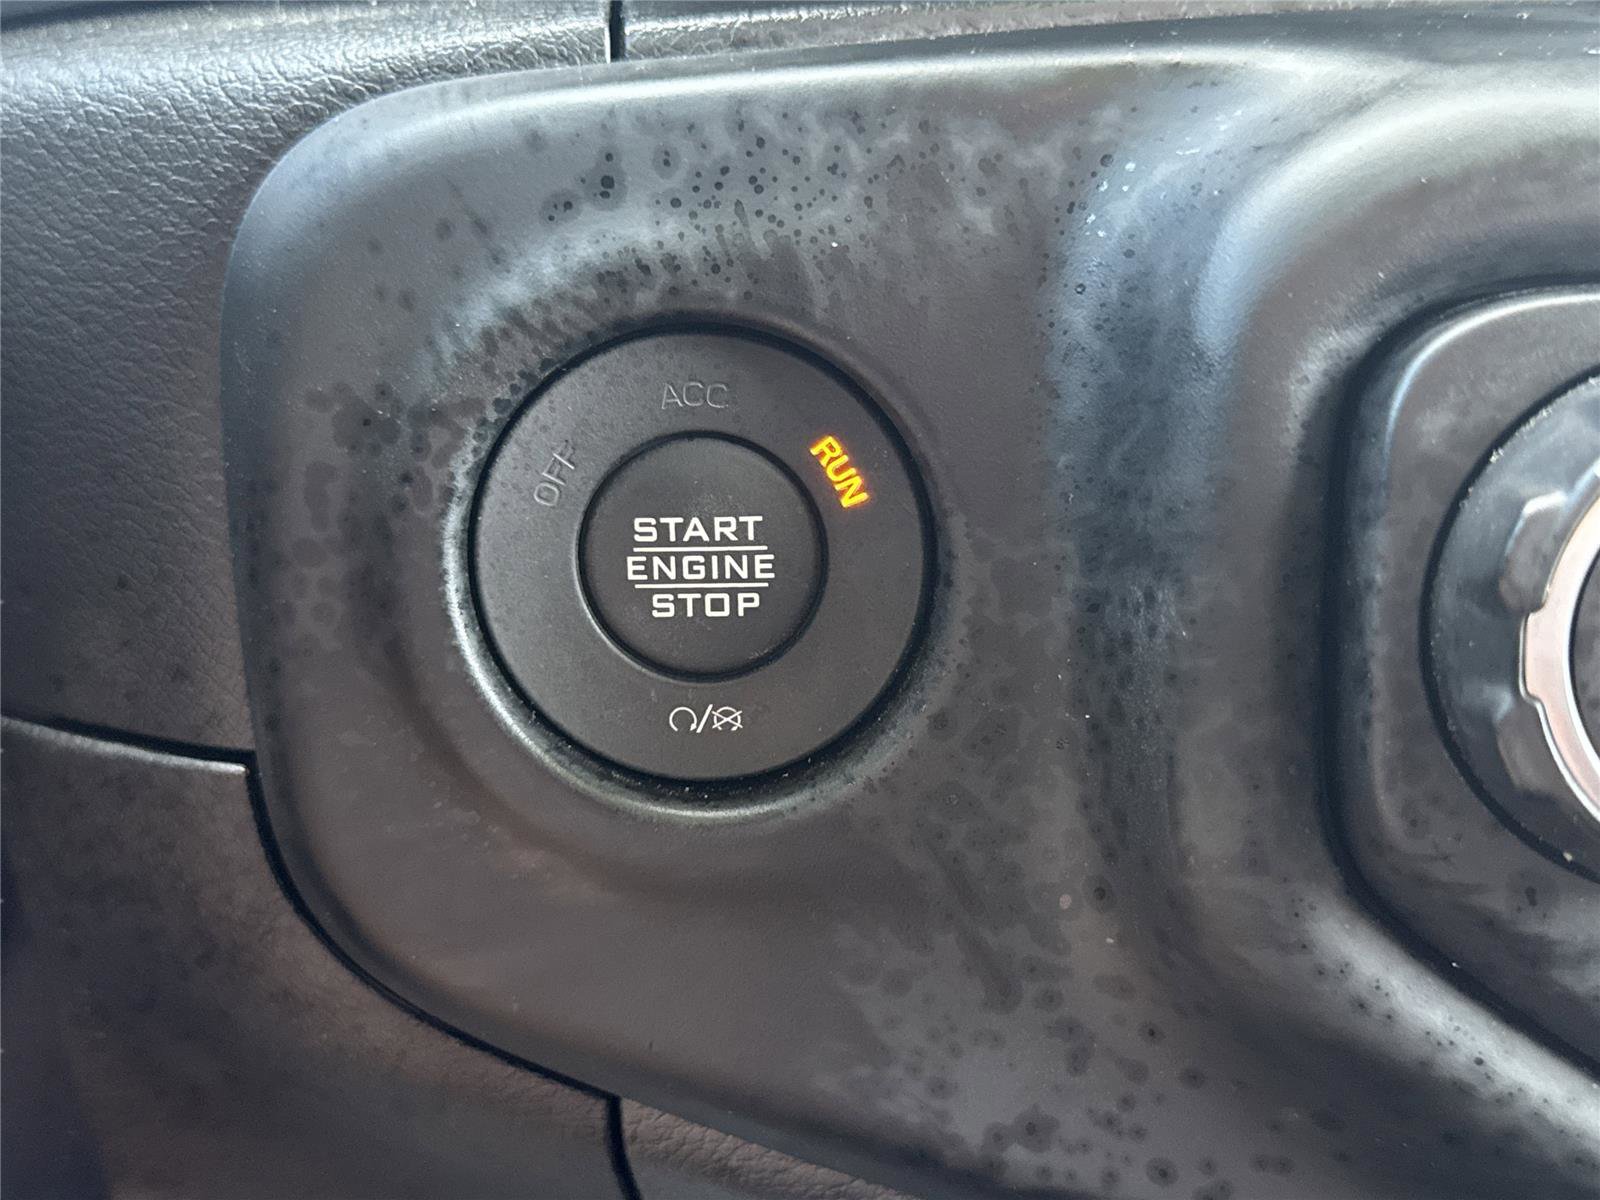 ACC
OFF
RUN
START
ENGINE
STOP